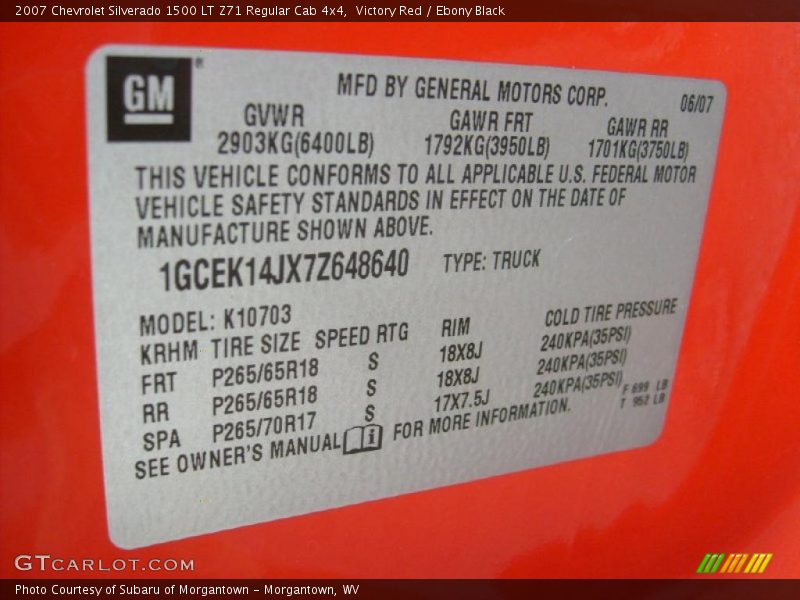 2007 Chevrolet Silverado 1500 LT Z71 Regular Cab 4x4, Victory Red / Ebony Black
GM®
MFD BY GENERAL MOTORS CORP. 06/07
GVWR GAWR FRT GAWR RR
2903KG(6400LB) 1792KG(3950LB) 1701KG(3750LB)
THIS VEHICLE CONFORMS TO ALL APPLICABLE U.S. FEDERAL MOTOR
VEHICLE SAFETY STANDARDS IN EFFECT ON THE DATE OF
MANUFACTURE SHOWN ABOVE.
1GCEK14JX7Z648640 TYPE: TRUCK
MODEL: K10703
KRHM TIRE SIZE SPEED RTG RIM COLD TIRE PRESSURE
FRT P265/65R18 S 18X8J 240KPA(35PSI)
RR P265/65R18 S 18X8J 240KPA(35PSI)
SPA P265/70R17 S 17X7.5J 240KPA(35PSI)
F 699 LB
T 952 LB
SEE OWNER'S MANUAL FOR MORE INFORMATION.
GTCARLOT.COM
Photo Courtesy of Subaru of Morgantown - Morgantown, WV